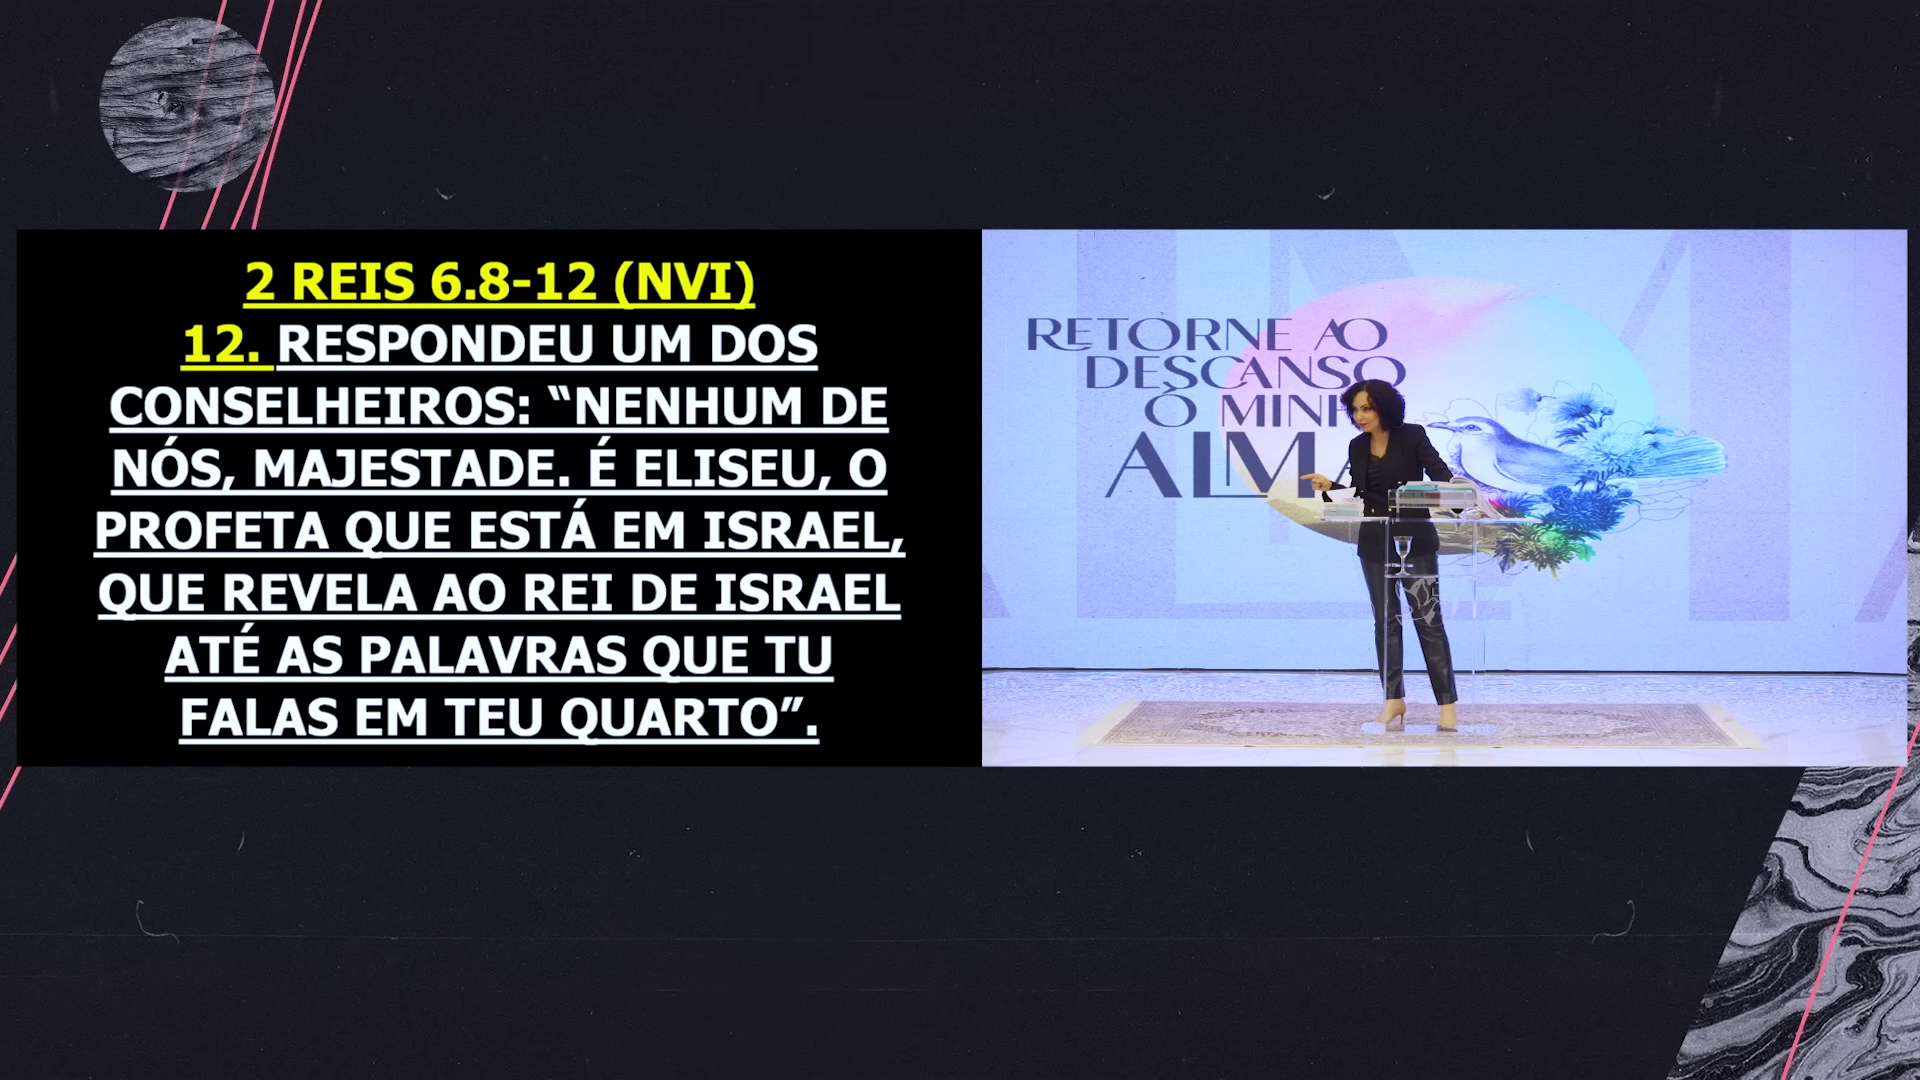 2 REIS 6.8-12 (NVI)
12. RESPONDEU UM DOS
CONSELHEIROS: “NENHUM DE
NÓS, MAJESTADE. É ELISEU, O
PROFETA QUE ESTÁ EM ISRAEL,
QUE REVELA AO REI DE ISRAEL
ATÉ AS PALAVRAS QUE TU
FALAS EM TEU QUARTO”.
RETORNE AO
DESCANSO
Ó MINH
ALMA